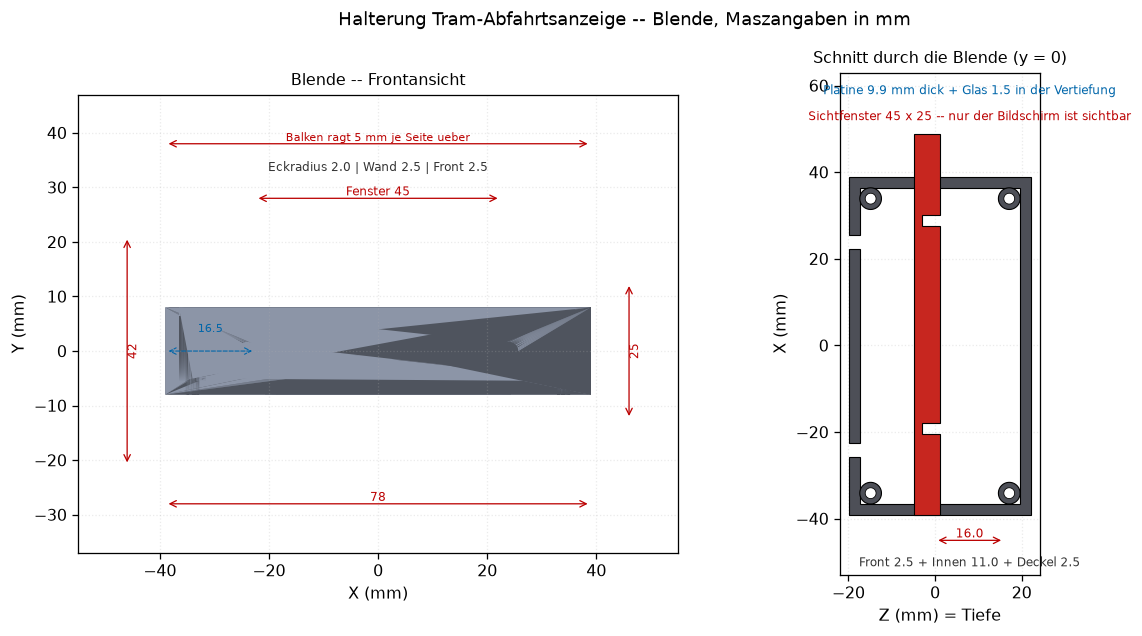 Halterung Tram-Abfahrtsanzeige -- Blende, Maszangaben in mm
Blende -- Frontansicht
Balken ragt 5 mm je Seite ueber
Eckradius 2.0 | Wand 2.5 | Front 2.5
Fenster 45
16.5
42
25
78
40
30
20
10
0
−10
−20
−30
Y (mm)
−40
−20
0
20
40
X (mm)
Schnitt durch die Blende (y = 0)
Platine 9.9 mm dick + Glas 1.5 in der Vertiefung
Sichtfenster 45 x 25 -- nur der Bildschirm ist sichtbar
16.0
Front 2.5 + Innen 11.0 + Deckel 2.5
60
40
20
0
−20
−40
X (mm)
−20
0
20
Z (mm) = Tiefe